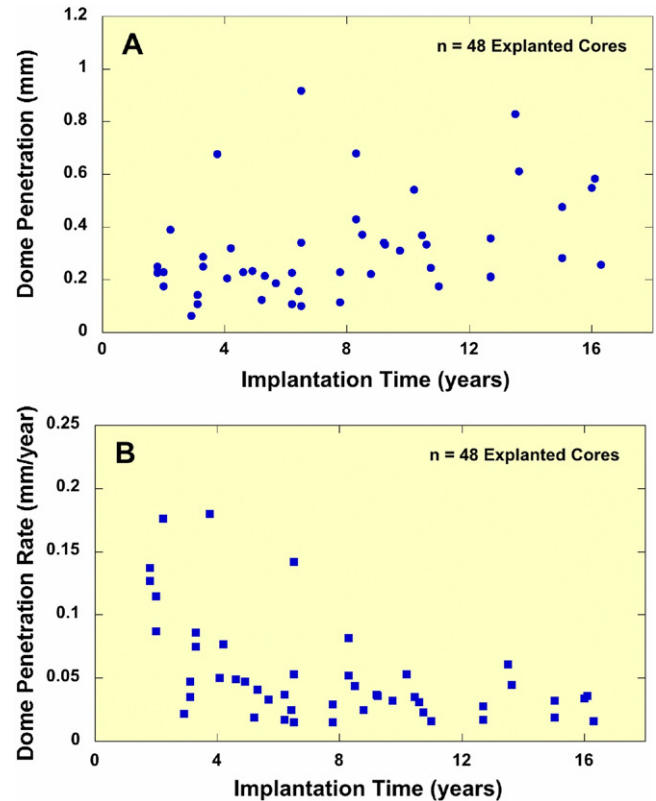 1.2
A
n = 48 Explanted Cores
1
0.8
0.6
0.4
0.2
0
Dome Penetration (mm)
0 4 8 12 16
Implantation Time (years)
0.25
B
n = 48 Explanted Cores
0.2
0.15
0.1
0.05
0
Dome Penetration Rate (mm/year)
0 4 8 12 16
Implantation Time (years)